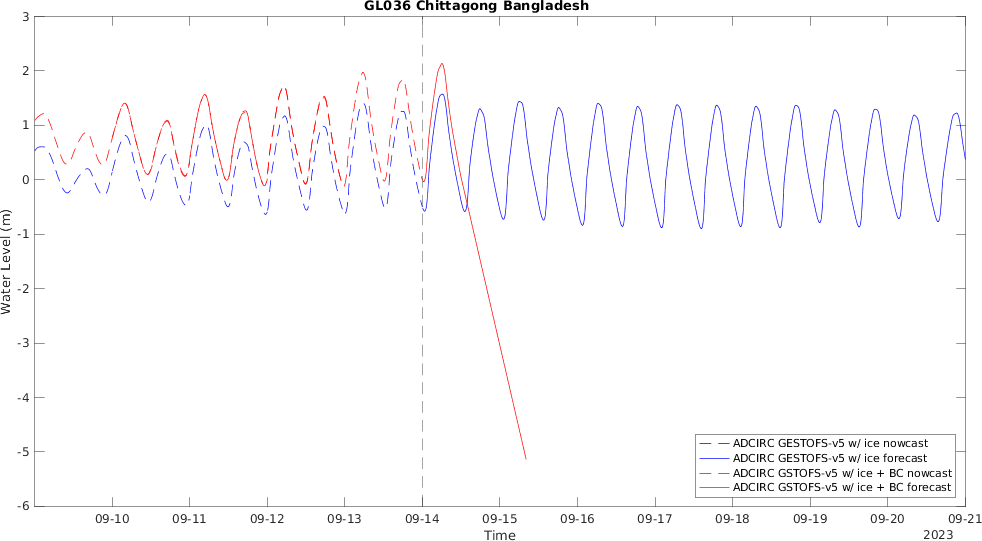 GL036 Chittagong Bangladesh
3
2
1
0
-1
-2
-3
-4
-5
-6
Water Level (m)
09-10 09-11 09-12 09-13 09-14 09-15 09-16 09-17 09-18 09-19 09-20 09-21
Time
2023
ADCIRC GESTOFS-v5 w/ ice nowcast
ADCIRC GESTOFS-v5 w/ ice forecast
ADCIRC GSTOFS-v5 w/ ice + BC nowcast
ADCIRC GSTOFS-v5 w/ ice + BC forecast